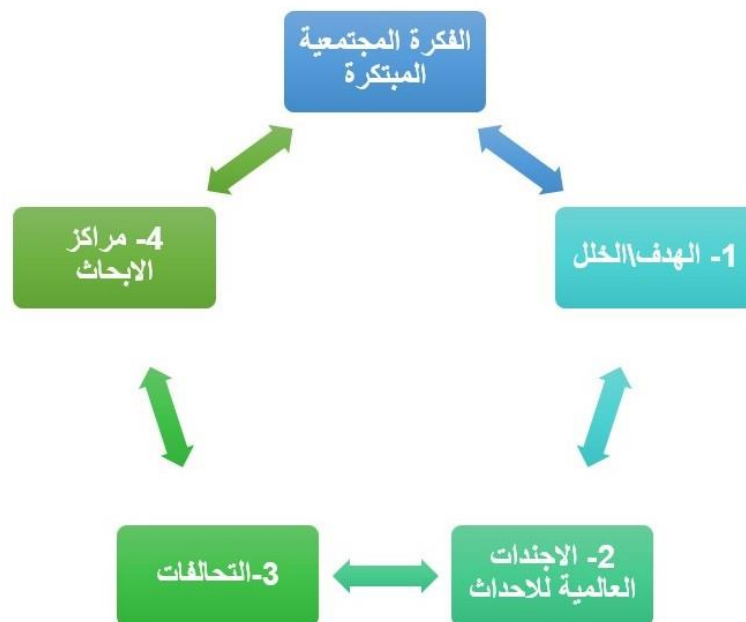 الفكرة المجتمعية
المبتكرة
1- الهدف\الخلل
2- الاجندات
العالمية للاحداث
3-التحالفات
4- مراكز
الابحاث